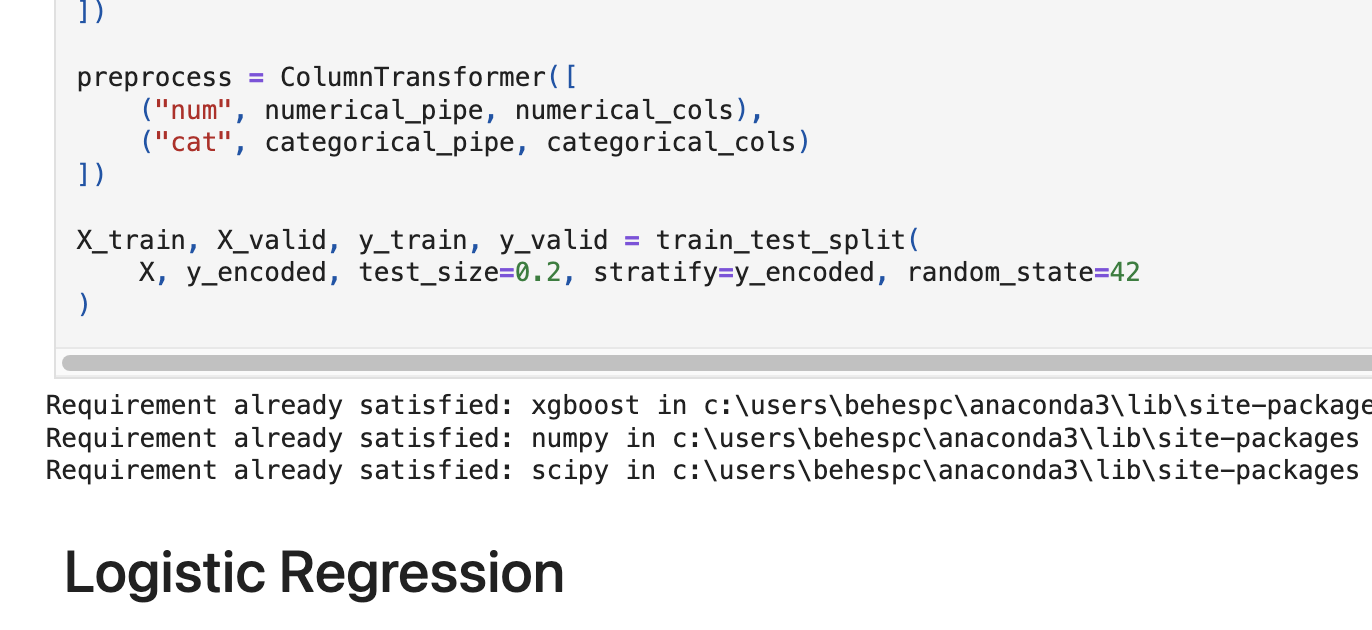 ])
preprocess = ColumnTransformer([
    ("num", numerical_pipe, numerical_cols),
    ("cat", categorical_pipe, categorical_cols)
])
X_train, X_valid, y_train, y_valid = train_test_split(
    X, y_encoded, test_size=0.2, stratify=y_encoded, random_state=42
)
Requirement already satisfied: xgboost in c:\users\behespc\anaconda3\lib\site-package
Requirement already satisfied: numpy in c:\users\behespc\anaconda3\lib\site-packages
Requirement already satisfied: scipy in c:\users\behespc\anaconda3\lib\site-packages
Logistic Regression